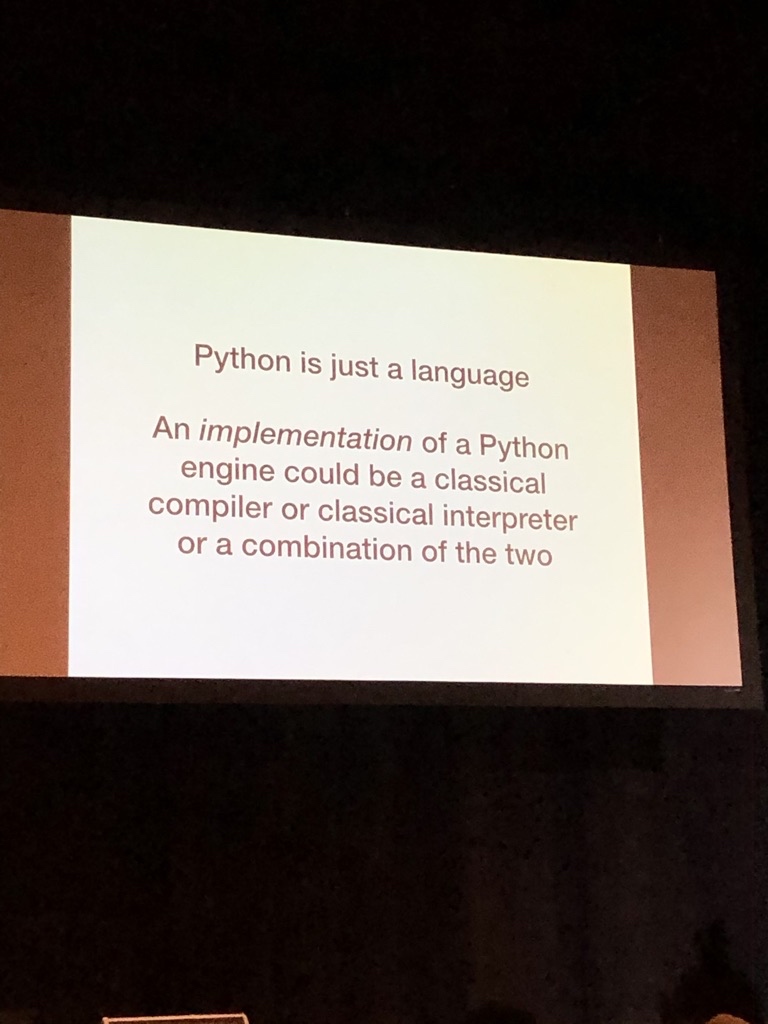 Python is just a language
An implementation of a Python
engine could be a classical
compiler or classical interpreter
or a combination of the two